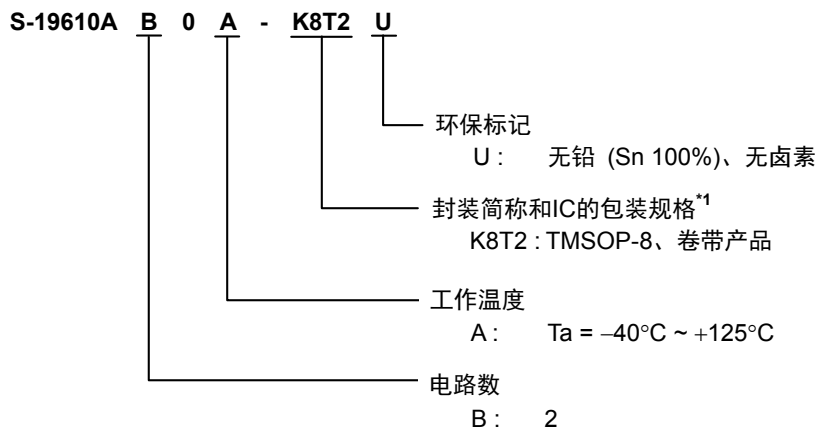 S-19610A B 0 A - K8T2 U
环保标记
U : 无铅 (Sn 100%)、无卤素
封装简称和IC的包装规格*1
K8T2 : TMSOP-8、卷带产品
工作温度
A : Ta = −40°C ~ +125°C
电路数
B : 2